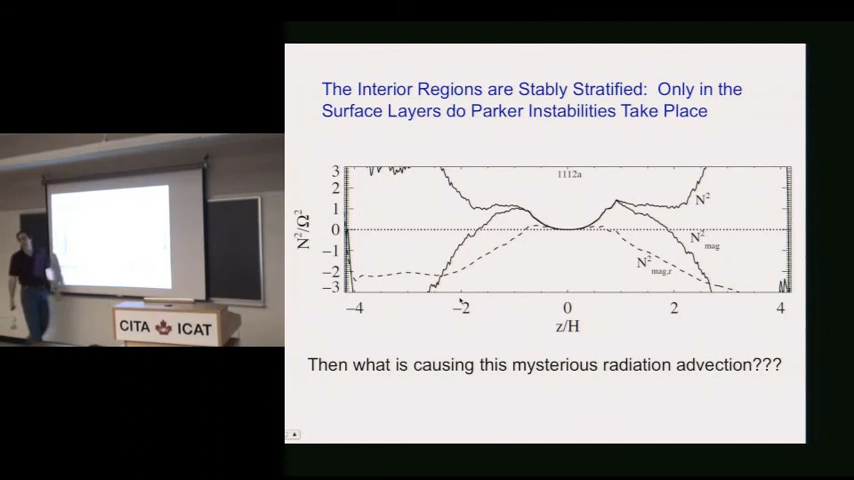 The Interior Regions are Stably Stratified: Only in the
Surface Layers do Parker Instabilities Take Place
1112a
3
2
1
0
−1
−2
−3
N²/Ω²
N²
N²mag
N²mag,r
−4 −2 0 2 4
z/H
Then what is causing this mysterious radiation advection???
CITA ICAT